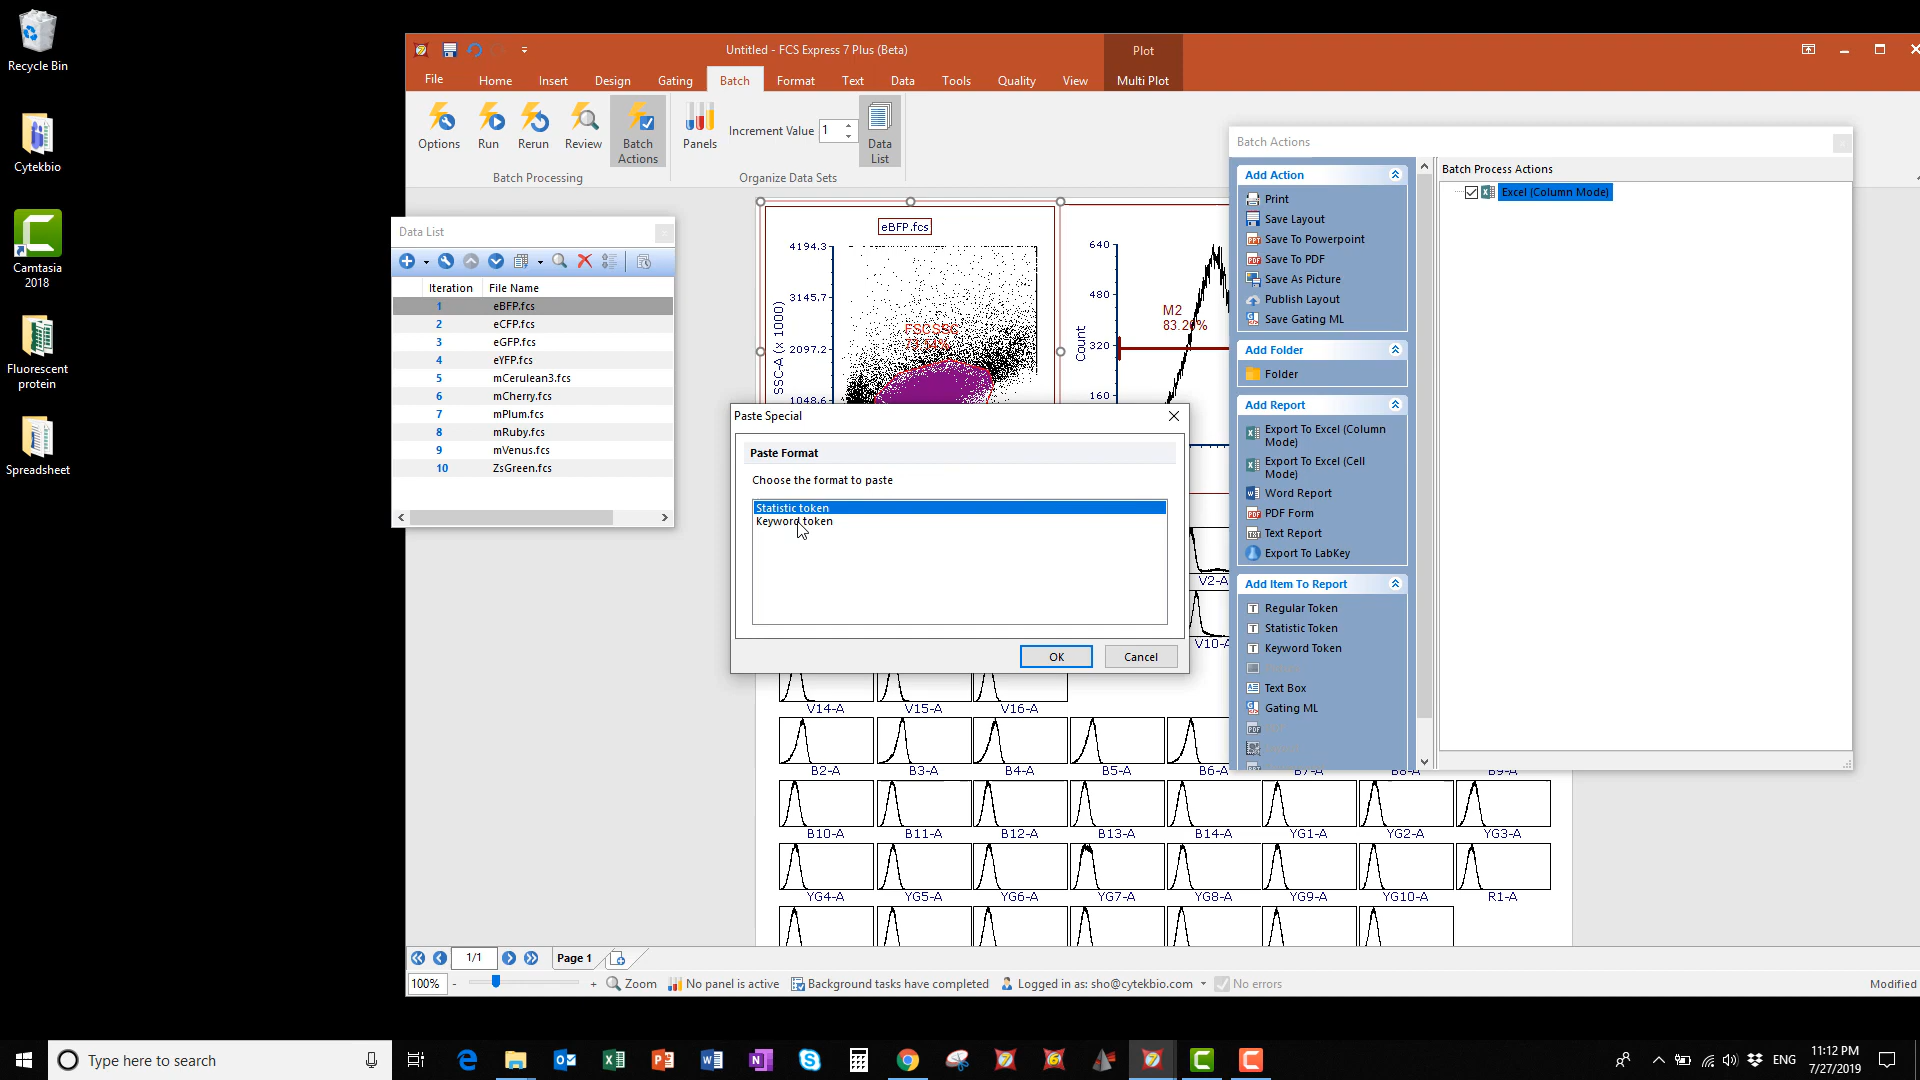 Recycle Bin
Cytekbio
Camtasia
2018
Fluorescent
protein
Spreadsheet
Untitled - FCS Express 7 Plus (Beta)
Plot
File
Home
Insert
Design
Gating
Batch
Format
Text
Data
Tools
Quality
View
Multi Plot
Options
Run
Rerun
Review
Batch
Actions
Panels
Increment Value
1
Data
List
Batch Processing
Organize Data Sets
Data List
Iteration File Name
1 eBFP.fcs
2 eCFP.fcs
3 eGFP.fcs
4 eYFP.fcs
5 mCerulean3.fcs
6 mCherry.fcs
7 mPlum.fcs
8 mRuby.fcs
9 mVenus.fcs
10 ZsGreen.fcs
eBFP.fcs
4194.3
3145.7
2097.2
1048.6
SSC-A (x 1000)
640
480
320
160
Count
M2
83.26%
Paste Special
Paste Format
Choose the format to paste
Statistic token
Keyword token
OK
Cancel
Batch Actions
Add Action
Print
Save Layout
Save To Powerpoint
Save To PDF
Save As Picture
Publish Layout
Save Gating ML
Add Folder
Folder
Add Report
Export To Excel (Column
Mode)
Export To Excel (Cell
Mode)
Word Report
PDF Form
Text Report
Export To LabKey
Add Item To Report
Regular Token
Statistic Token
Keyword Token
Text Box
Gating ML
Batch Process Actions
Excel (Column Mode)
V2-A
V10-A
V14-A V15-A V16-A
B2-A B3-A B4-A B5-A B6-A B7-A B8-A B9-A
B10-A B11-A B12-A B13-A B14-A YG1-A YG2-A YG3-A
YG4-A YG5-A YG6-A YG7-A YG8-A YG9-A YG10-A R1-A
1/1
Page 1
100%
- + Zoom
No panel is active
Background tasks have completed
Logged in as: sho@cytekbio.com
No errors
Modified
Type here to search
ENG
11:12 PM
7/27/2019